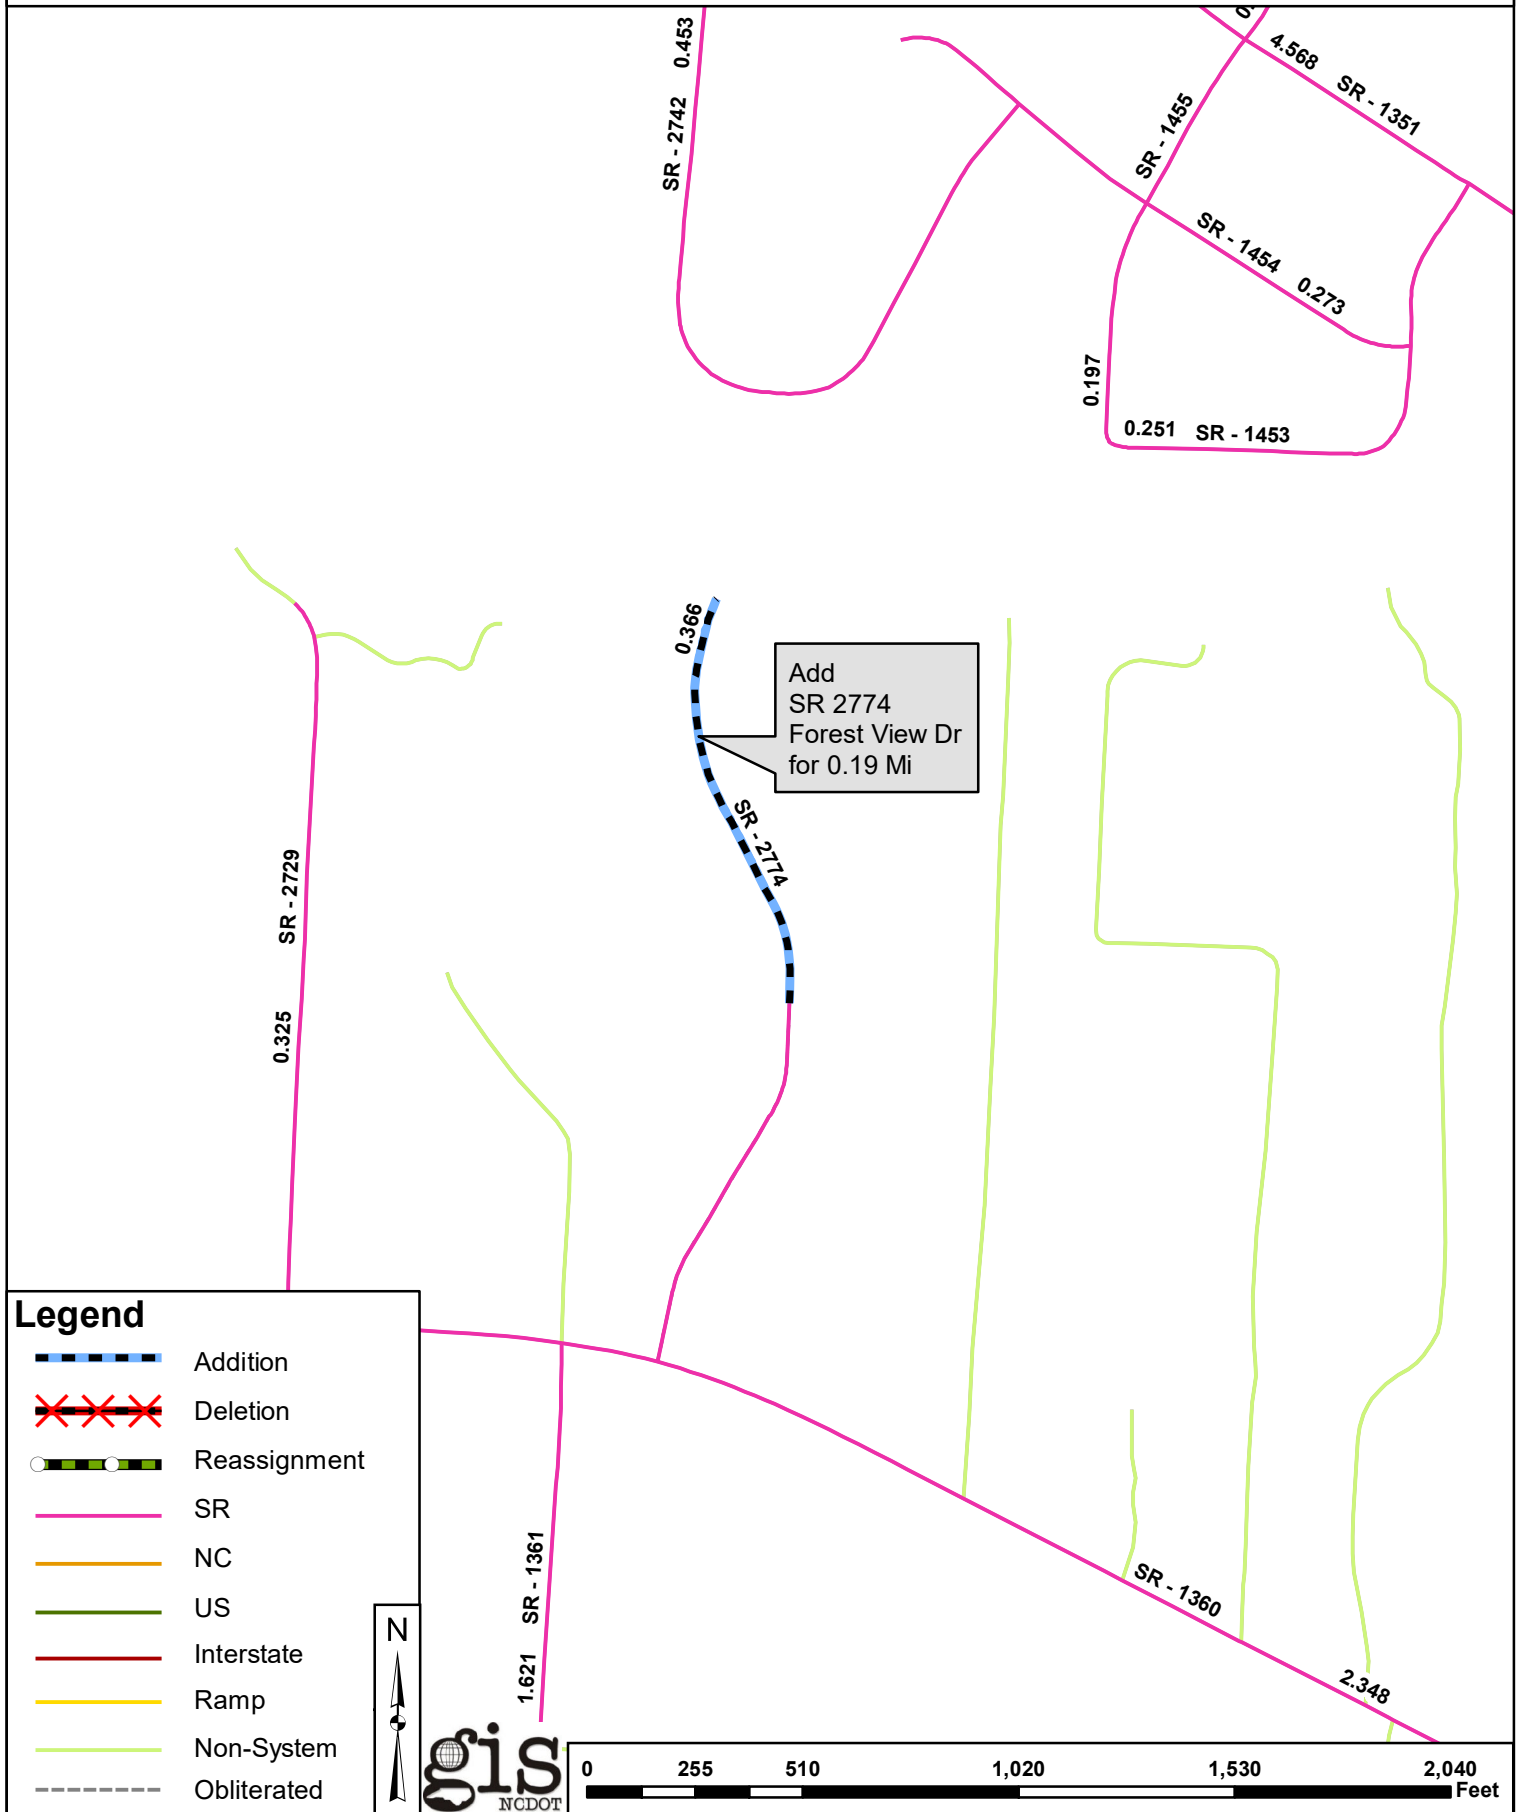 0.453
SR - 2742
4.568 SR - 1351
SR - 1455
SR - 1454 0.273
0.197
0.251 SR - 1453
0.366
Add
SR 2774
Forest View Dr
for 0.19 Mi
SR - 2774
SR - 2729
0.325
SR - 1361
1.621
SR - 1360
2.348
Legend
Addition
Deletion
Reassignment
SR
NC
US
Interstate
Ramp
Non-System
Obliterated
N
gis
NCDOT
0 255 510 1,020 1,530 2,040
Feet